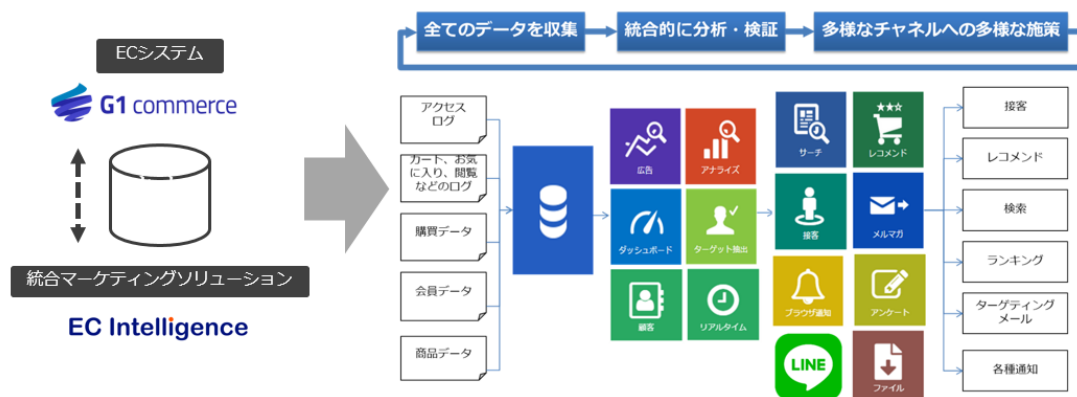 ECシステム
G1 commerce
統合マーケティングソリューション
EC Intelligence
全てのデータを収集
統合的に分析・検証
多様なチャネルへの多様な施策
アクセス
ログ
カート、お気
に入り、閲覧
などのログ
購買データ
会員データ
商品データ
広告
アナライズ
ダッシュボード
ターゲット抽出
顧客
リアルタイム
サーチ
レコメンド
接客
メルマガ
ブラウザ通知
アンケート
LINE
ファイル
接客
レコメンド
検索
ランキング
ターゲティング
メール
各種通知